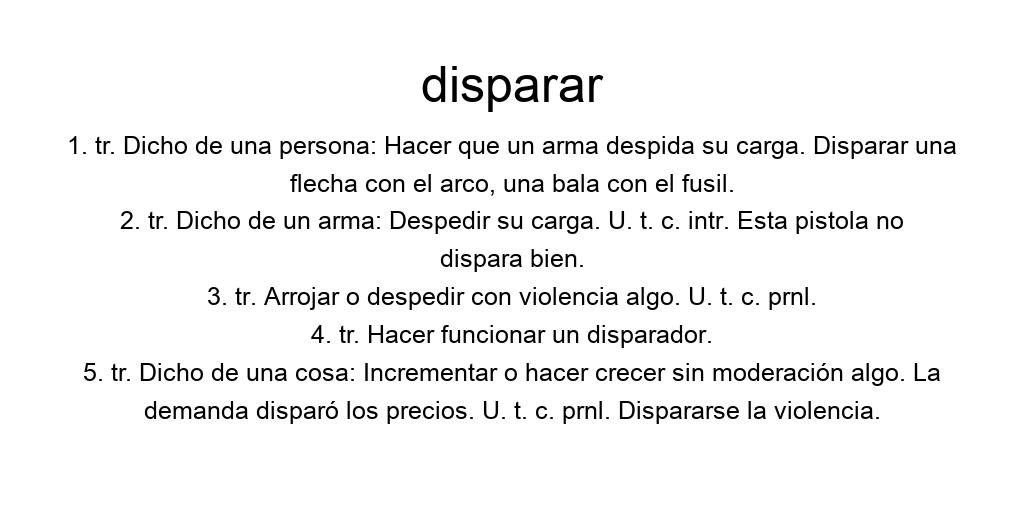 disparar
1. tr. Dicho de una persona: Hacer que un arma despida su carga. Disparar una
flecha con el arco, una bala con el fusil.
2. tr. Dicho de un arma: Despedir su carga. U. t. c. intr. Esta pistola no
dispara bien.
3. tr. Arrojar o despedir con violencia algo. U. t. c. prnl.
4. tr. Hacer funcionar un disparador.
5. tr. Dicho de una cosa: Incrementar o hacer crecer sin moderación algo. La
demanda disparó los precios. U. t. c. prnl. Dispararse la violencia.